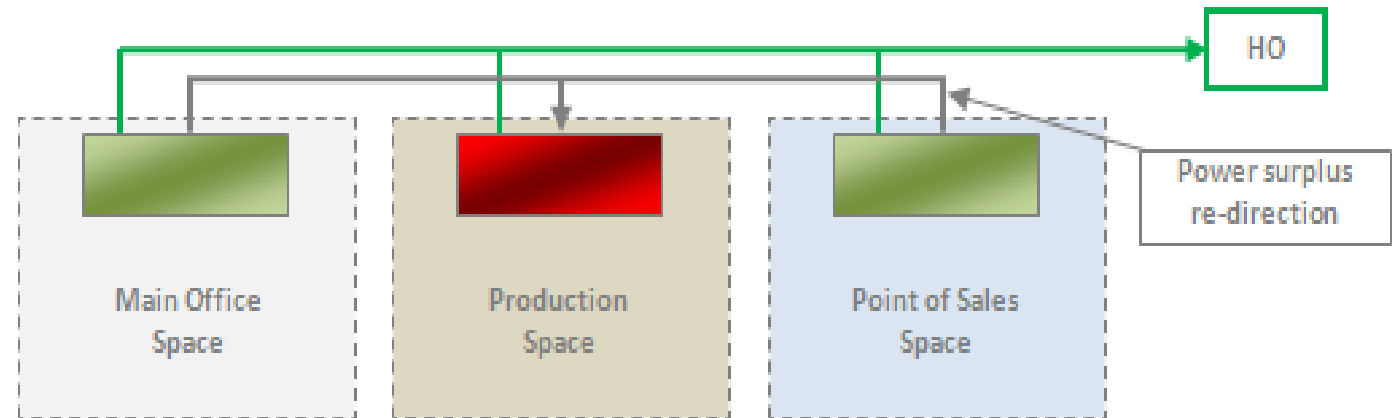 HO
Power surplus
re-direction
Main Office
Space
Production
Space
Point of Sales
Space